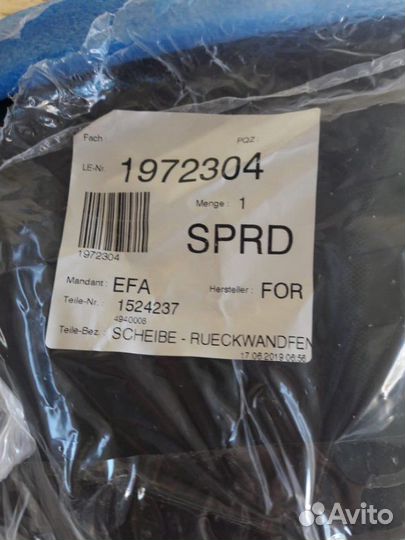 Fach :
PQZ :
LE-Nr. 1972304
Menge : 1
SPRD
1972304
Mandant : EFA
Hersteller : FOR
Teile-Nr. : 1524237
4940006
Teile-Bez. : SCHEIBE - RUECKWANDFEN
17.06.2019 06:56
Avito